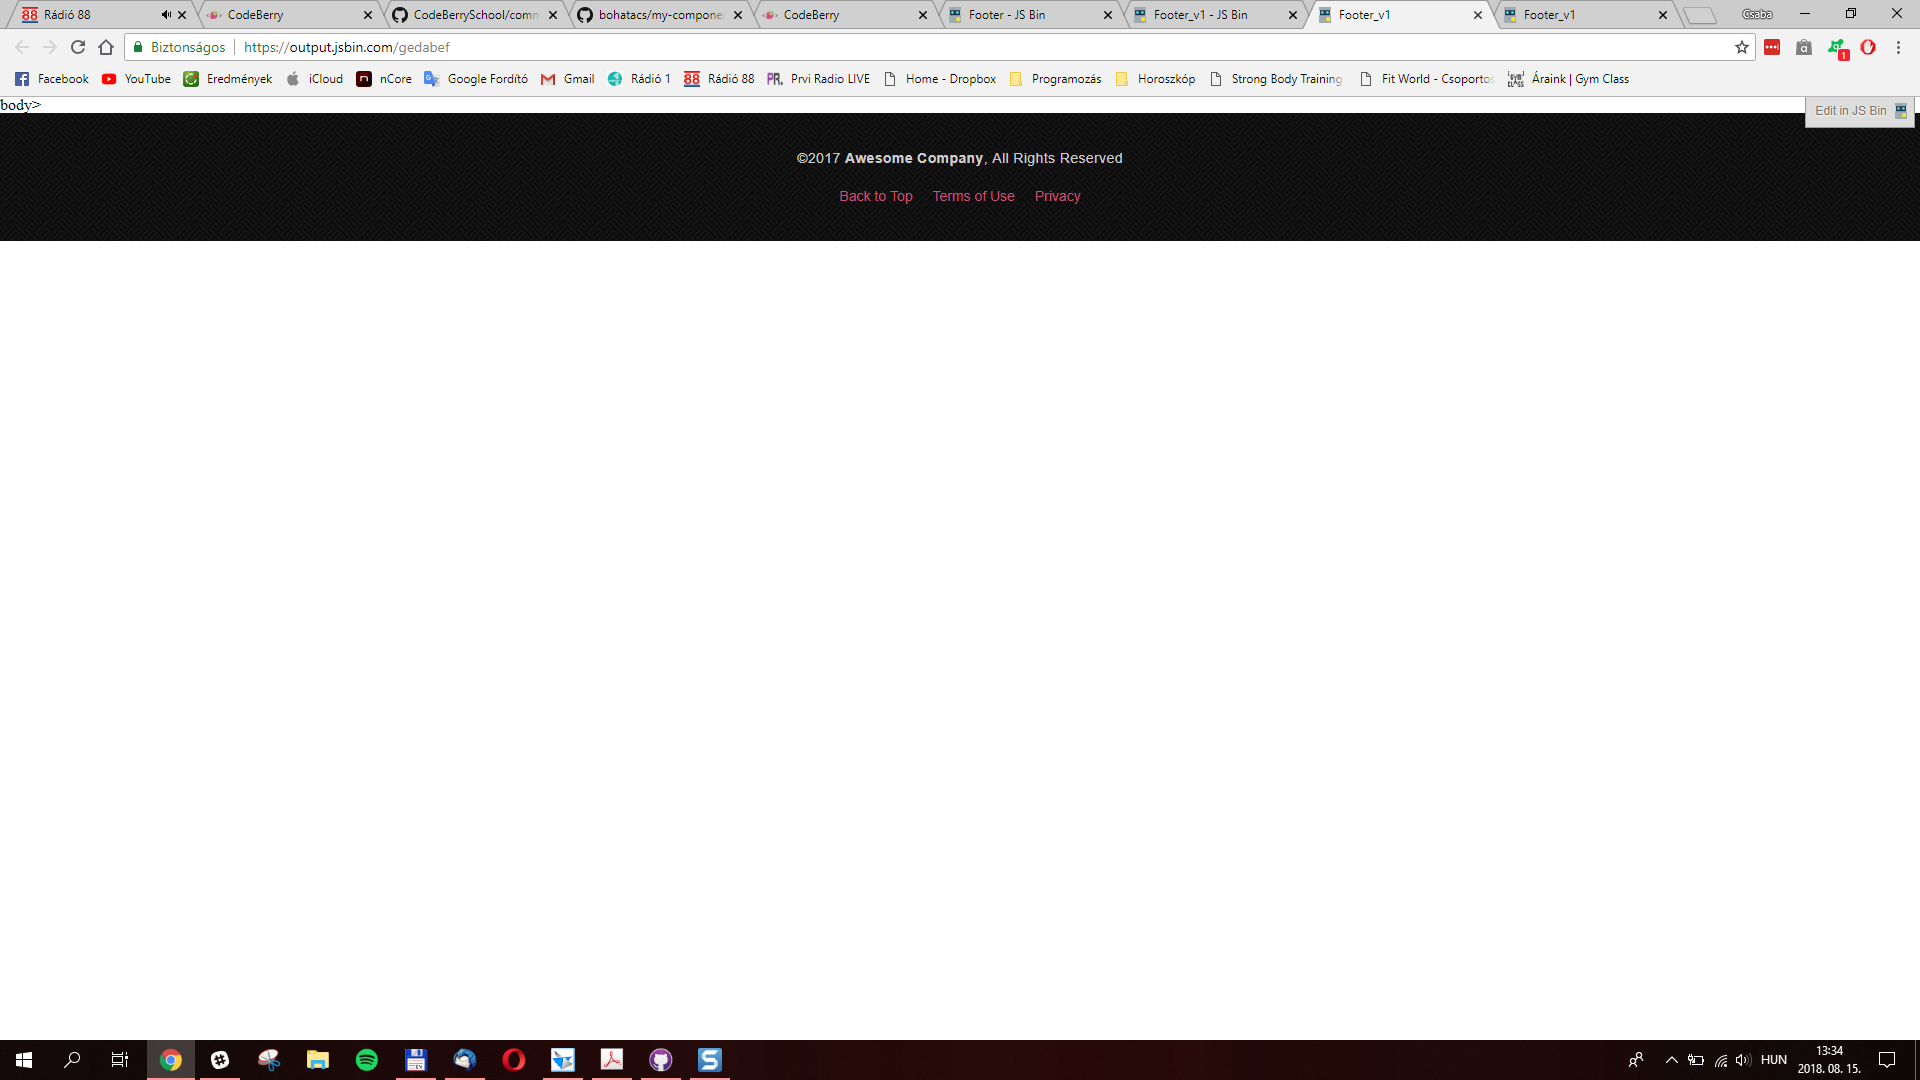 88 Rádió 88
CodeBerry
CodeBerrySchool/comm
bohatacs/my-compone
CodeBerry
Footer - JS Bin
Footer_v1 - JS Bin
Footer_v1
Footer_v1
Csaba
Biztonságos https://output.jsbin.com/gedabef
1
Facebook YouTube Eredmények iCloud nCore Google Fordító Gmail Rádió 1 88 Rádió 88 PR. Prvi Radio LIVE Home - Dropbox Programozás Horoszkóp Strong Body Training Fit World - Csoportos Áraink | Gym Class
body>
Edit in JS Bin
©2017 Awesome Company, All Rights Reserved
Back to Top Terms of Use Privacy
HUN
13:34
2018. 08. 15.